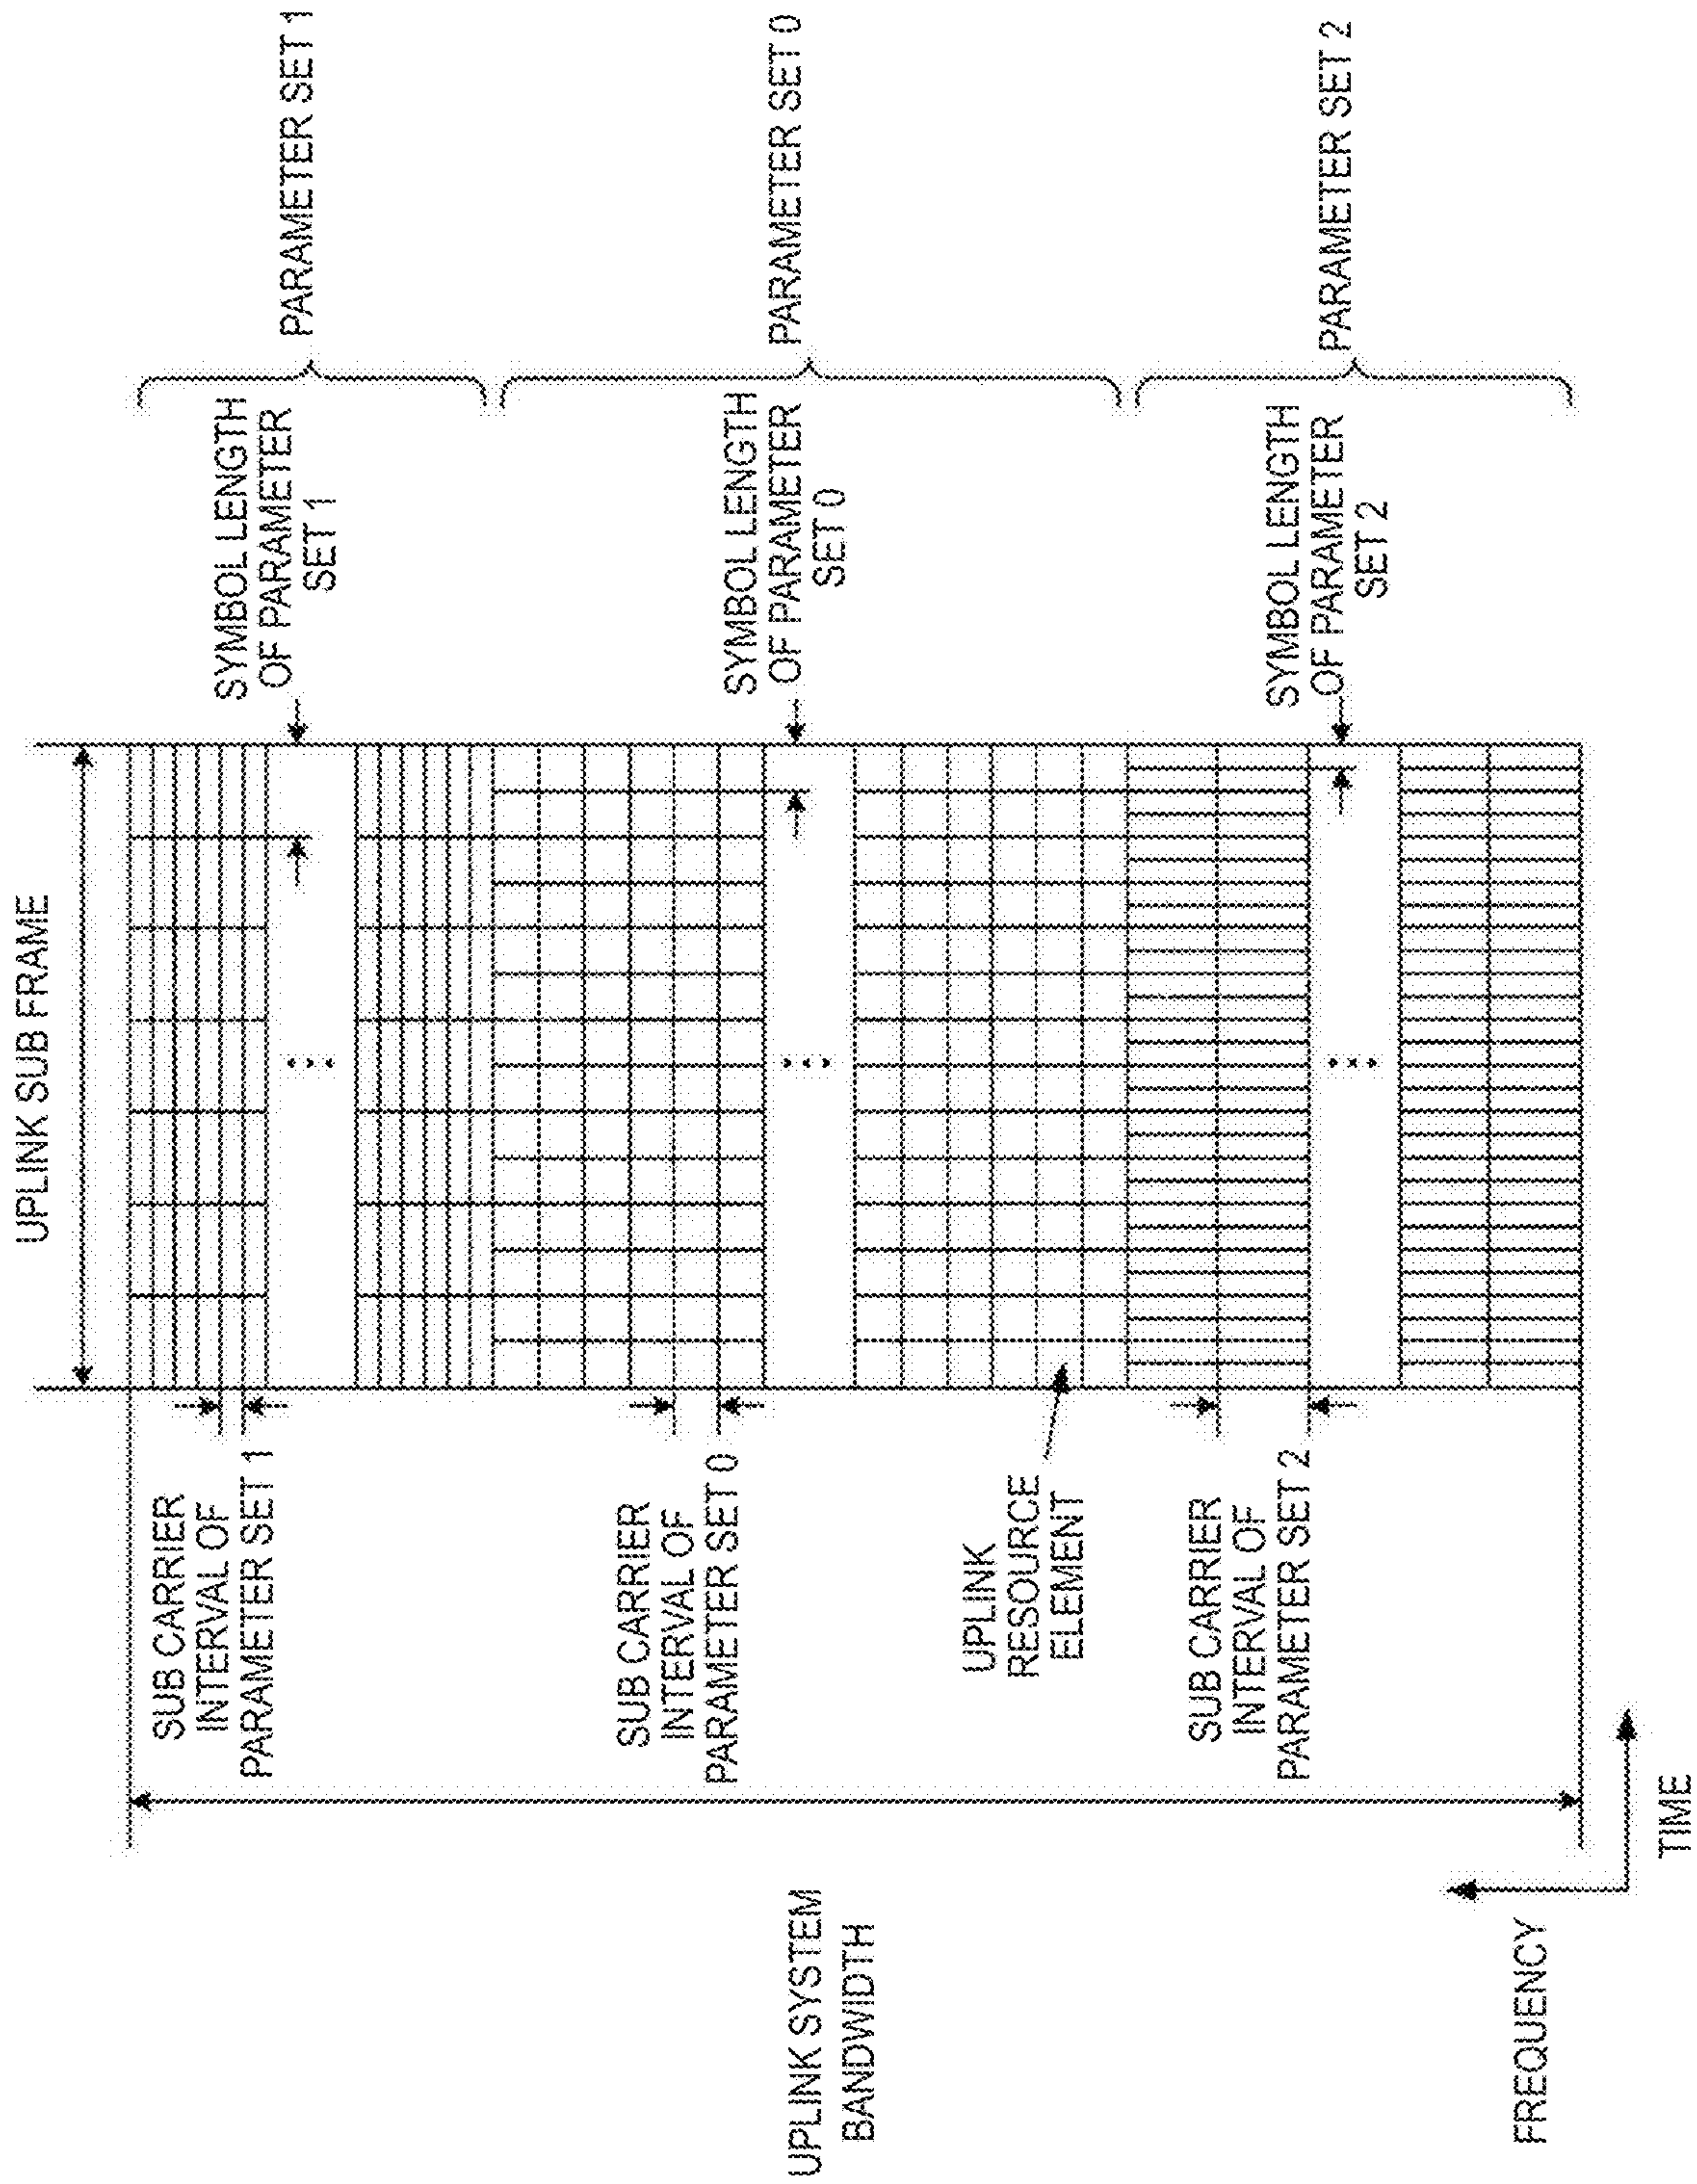 UPLINK SUB FRAME
SUB CARRIER
INTERVAL OF
PARAMETER SET 1
SYMBOL LENGTH
OF PARAMETER
SET 1
PARAMETER SET 1
SUB CARRIER
INTERVAL OF
PARAMETER SET 0
SYMBOL LENGTH
OF PARAMETER
SET 0
PARAMETER SET 0
UPLINK SYSTEM
BANDWIDTH
UPLINK
RESOURCE
ELEMENT
SUB CARRIER
INTERVAL OF
PARAMETER SET 2
SYMBOL LENGTH
OF PARAMETER
SET 2
PARAMETER SET 2
FREQUENCY
TIME